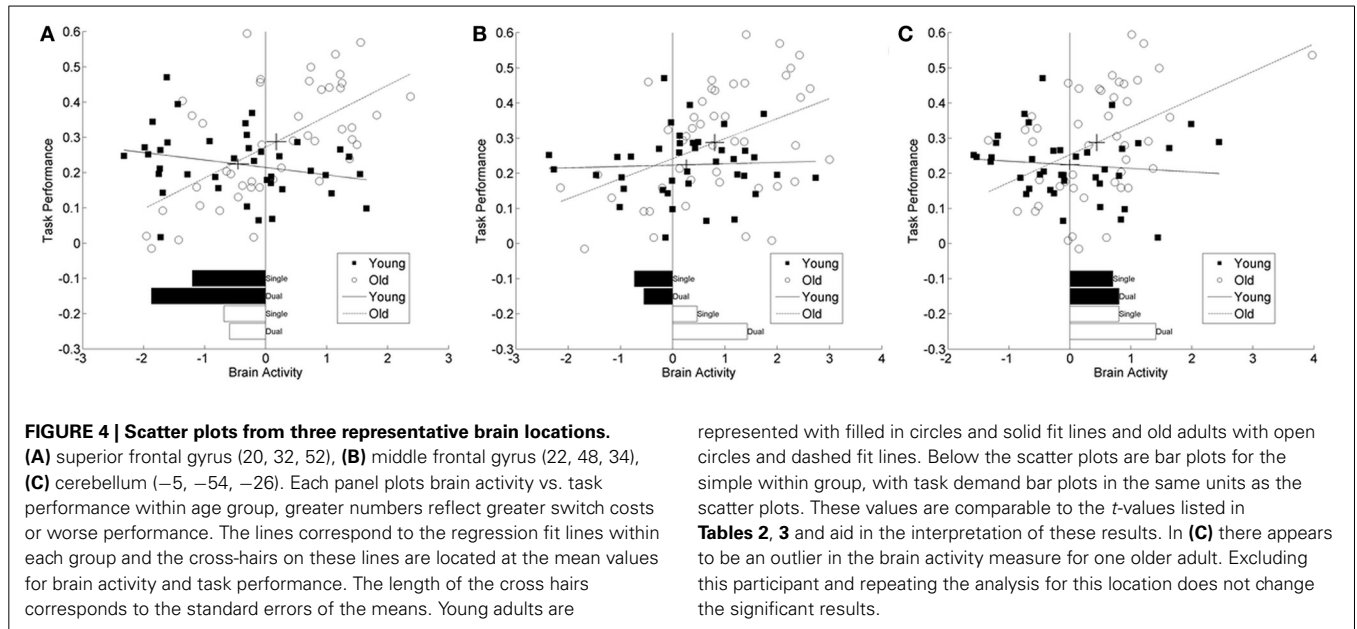 A
0.6
0.5
0.4
0.3
0.2
0.1
0
-0.1
-0.2
-0.3
Task Performance
Single
Dual
Single
Dual
Young
Old
Young
Old
-3 -2 -1 0 1 2 3
Brain Activity
B
0.6
0.5
0.4
0.3
0.2
0.1
0
-0.1
-0.2
-0.3
Task Performance
Single
Dual
Single
Dual
Young
Old
Young
Old
-3 -2 -1 0 1 2 3 4
Brain Activity
C
0.6
0.5
0.4
0.3
0.2
0.1
0
-0.1
-0.2
-0.3
Task Performance
Single
Dual
Single
Dual
Young
Old
Young
Old
-2 -1 0 1 2 3 4
Brain Activity
FIGURE 4 | Scatter plots from three representative brain locations.
(A) superior frontal gyrus (20, 32, 52), (B) middle frontal gyrus (22, 48, 34),
(C) cerebellum (−5, −54, −26). Each panel plots brain activity vs. task
performance within age group, greater numbers reflect greater switch costs
or worse performance. The lines correspond to the regression fit lines within
each group and the cross-hairs on these lines are located at the mean values
for brain activity and task performance. The length of the cross hairs
corresponds to the standard errors of the means. Young adults are
represented with filled in circles and solid fit lines and old adults with open
circles and dashed fit lines. Below the scatter plots are bar plots for the
simple within group, with task demand bar plots in the same units as the
scatter plots. These values are comparable to the t-values listed in
Tables 2, 3 and aid in the interpretation of these results. In (C) there appears
to be an outlier in the brain activity measure for one older adult. Excluding
this participant and repeating the analysis for this location does not change
the significant results.